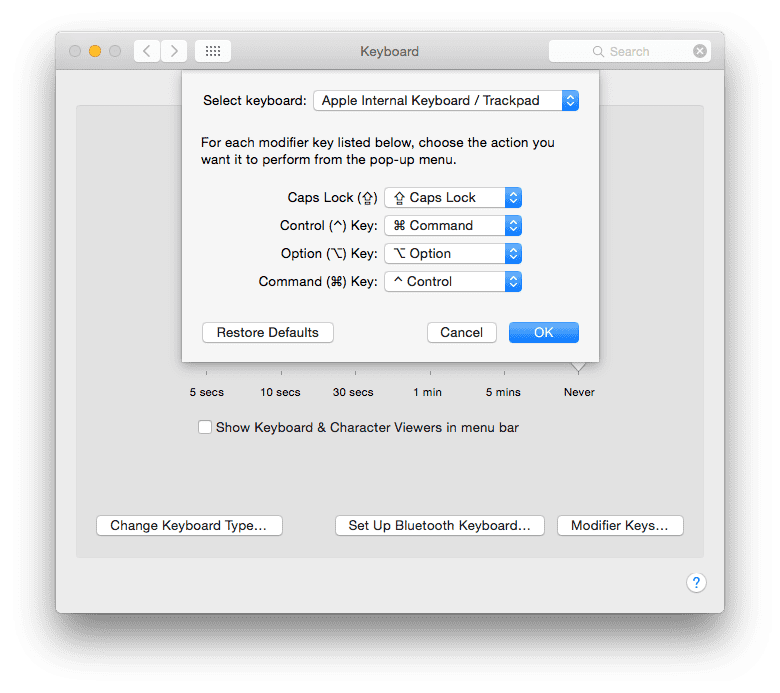 Keyboard
Search
Select keyboard: Apple Internal Keyboard / Trackpad
For each modifier key listed below, choose the action you
want it to perform from the pop-up menu.
Caps Lock (⇪) ⇪ Caps Lock
Control (^) Key: ⌘ Command
Option (⌥) Key: ⌥ Option
Command (⌘) Key: ^ Control
Restore Defaults Cancel OK
5 secs 10 secs 30 secs 1 min 5 mins Never
Show Keyboard & Character Viewers in menu bar
Change Keyboard Type... Set Up Bluetooth Keyboard... Modifier Keys...
?